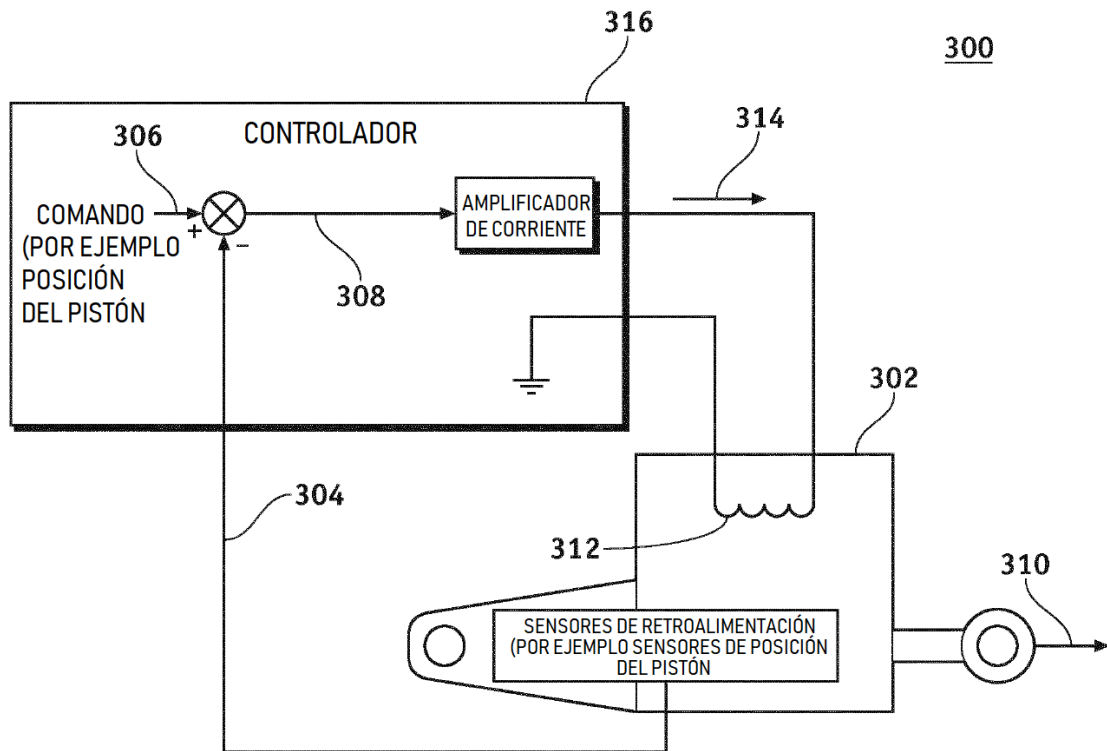 316
300
CONTROLADOR
306
314
COMANDO
(POR EJEMPLO
POSICIÓN
DEL PISTÓN
+
−
AMPLIFICADOR
DE CORRIENTE
308
302
304
312
310
SENSORES DE RETROALIMENTACIÓN
(POR EJEMPLO SENSORES DE POSICIÓN
DEL PISTÓN